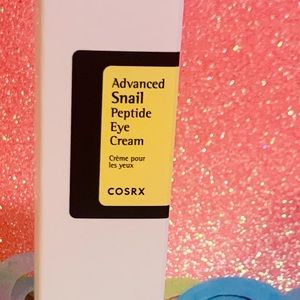 Advanced
Snail
Peptide
Eye
Cream
Crème pour
les yeux
COSRX